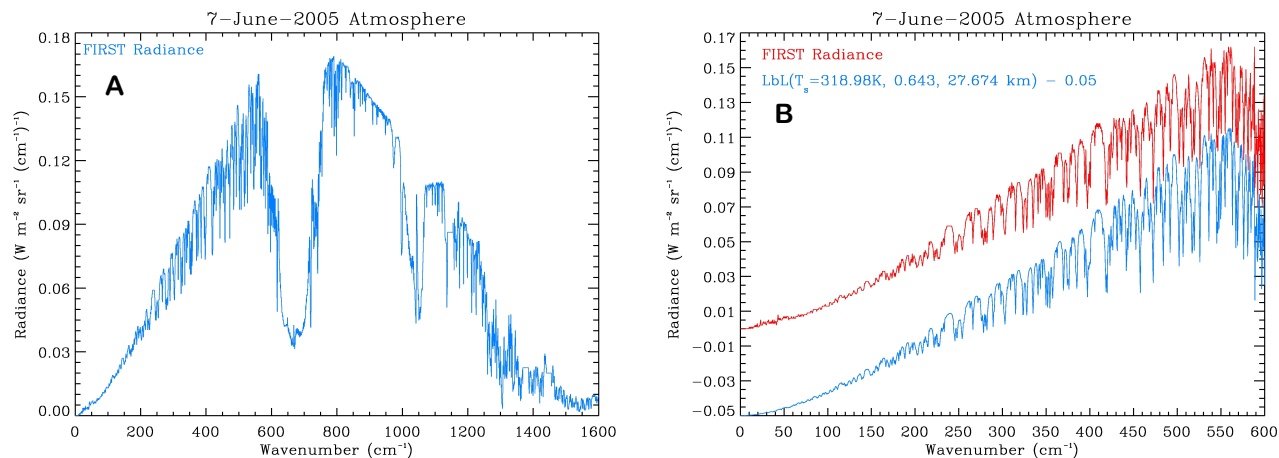 7-June-2005 Atmosphere
FIRST Radiance
A
0.18
0.15
0.12
0.09
0.06
0.03
0.00
Radiance (W m⁻² sr⁻¹ (cm⁻¹)⁻¹)
0 200 400 600 800 1000 1200 1400 1600
Wavenumber (cm⁻¹)
7-June-2005 Atmosphere
FIRST Radiance
LbL(Tₛ=318.98K, 0.643, 27.674 km) - 0.05
B
0.17
0.15
0.13
0.11
0.09
0.07
0.05
0.03
0.01
-0.01
-0.03
-0.05
Radiance (W m⁻² sr⁻¹ (cm⁻¹)⁻¹)
0 50 100 150 200 250 300 350 400 450 500 550 600
Wavenumber (cm⁻¹)